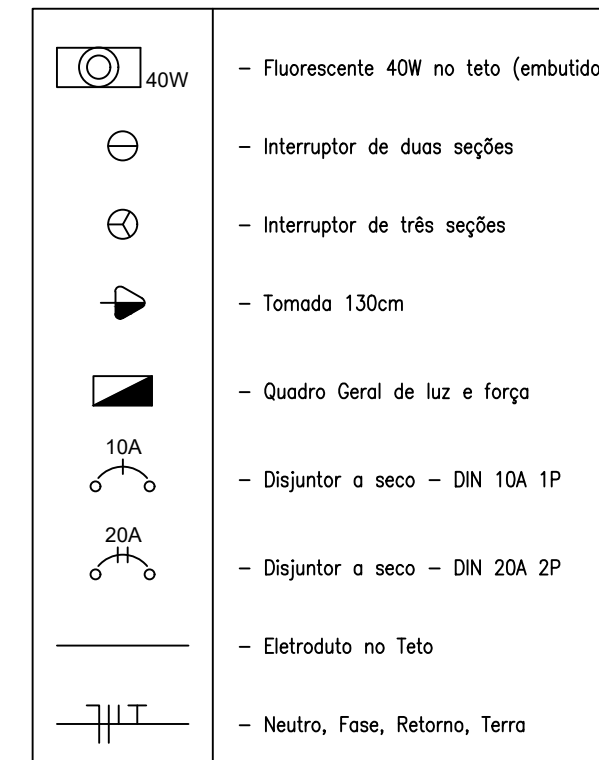 40W – Fluorescente 40W no teto (embutido
– Interruptor de duas seções
– Interruptor de três seções
– Tomada 130cm
– Quadro Geral de luz e força
10A
– Disjuntor a seco – DIN 10A 1P
20A
– Disjuntor a seco – DIN 20A 2P
– Eletroduto no Teto
– Neutro, Fase, Retorno, Terra